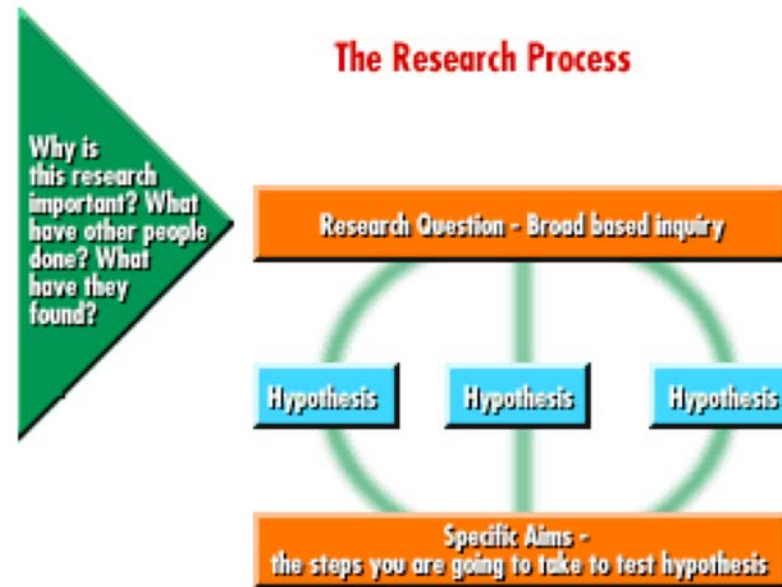 The Research Process
Why is
this research
important? What
have other people
done? What
have they
found?
Research Question - Broad based inquiry
Hypothesis
Hypothesis
Hypothesis
Specific Aims -
the steps you are going to take to test hypothesis